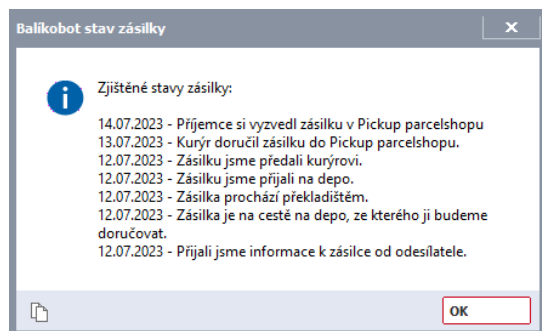 Balíkobot stav zásilky
Zjištěné stavy zásilky:
14.07.2023 - Příjemce si vyzvedl zásilku v Pickup parcelshopu
13.07.2023 - Kurýr doručil zásilku do Pickup parcelshopu.
12.07.2023 - Zásilku jsme předali kurýrovi.
12.07.2023 - Zásilku jsme přijali na depo.
12.07.2023 - Zásilka prochází překladištěm.
12.07.2023 - Zásilka je na cestě na depo, ze kterého ji budeme
doručovat.
12.07.2023 - Přijali jsme informace k zásilce od odesílatele.
OK